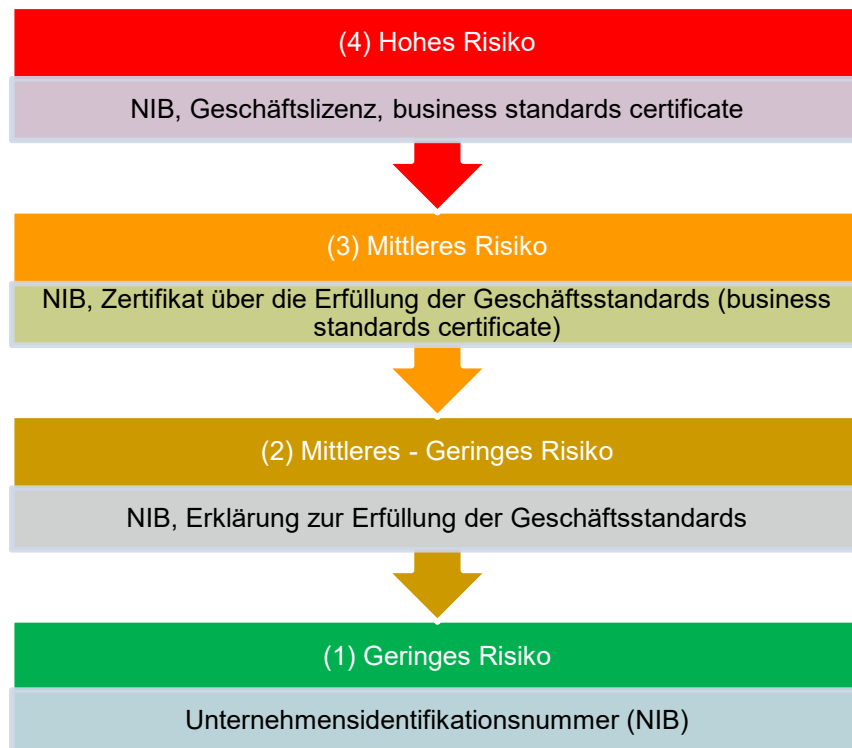 (4) Hohes Risiko
NIB, Geschäftslizenz, business standards certificate
(3) Mittleres Risiko
NIB, Zertifikat über die Erfüllung der Geschäftsstandards (business
standards certificate)
(2) Mittleres - Geringes Risiko
NIB, Erklärung zur Erfüllung der Geschäftsstandards
(1) Geringes Risiko
Unternehmensidentifikationsnummer (NIB)